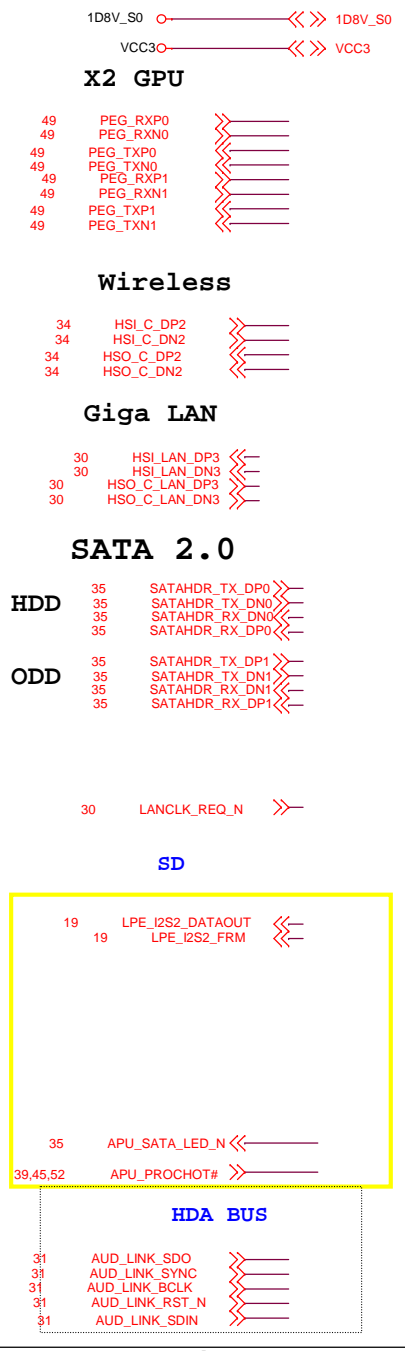 1D8V_S0 1D8V_S0
VCC3 VCC3
X2 GPU
49 PEG_RXP0
49 PEG_RXN0
49 PEG_TXP0
49 PEG_TXN0
49 PEG_RXP1
49 PEG_RXN1
49 PEG_TXP1
49 PEG_TXN1
Wireless
34 HSI_C_DP2
34 HSI_C_DN2
34 HSO_C_DP2
34 HSO_C_DN2
Giga LAN
30 HSI_LAN_DP3
30 HSI_LAN_DN3
30 HSO_C_LAN_DP3
30 HSO_C_LAN_DN3
SATA 2.0
HDD
35 SATAHDR_TX_DP0
35 SATAHDR_TX_DN0
35 SATAHDR_RX_DN0
35 SATAHDR_RX_DP0
ODD
35 SATAHDR_TX_DP1
35 SATAHDR_TX_DN1
35 SATAHDR_RX_DN1
35 SATAHDR_RX_DP1
30 LANCLK_REQ_N
SD
19 LPE_I2S2_DATAOUT
19 LPE_I2S2_FRM
35 APU_SATA_LED_N
39,45,52 APU_PROCHOT#
HDA BUS
31 AUD_LINK_SDO
31 AUD_LINK_SYNC
31 AUD_LINK_BCLK
31 AUD_LINK_RST_N
31 AUD_LINK_SDIN